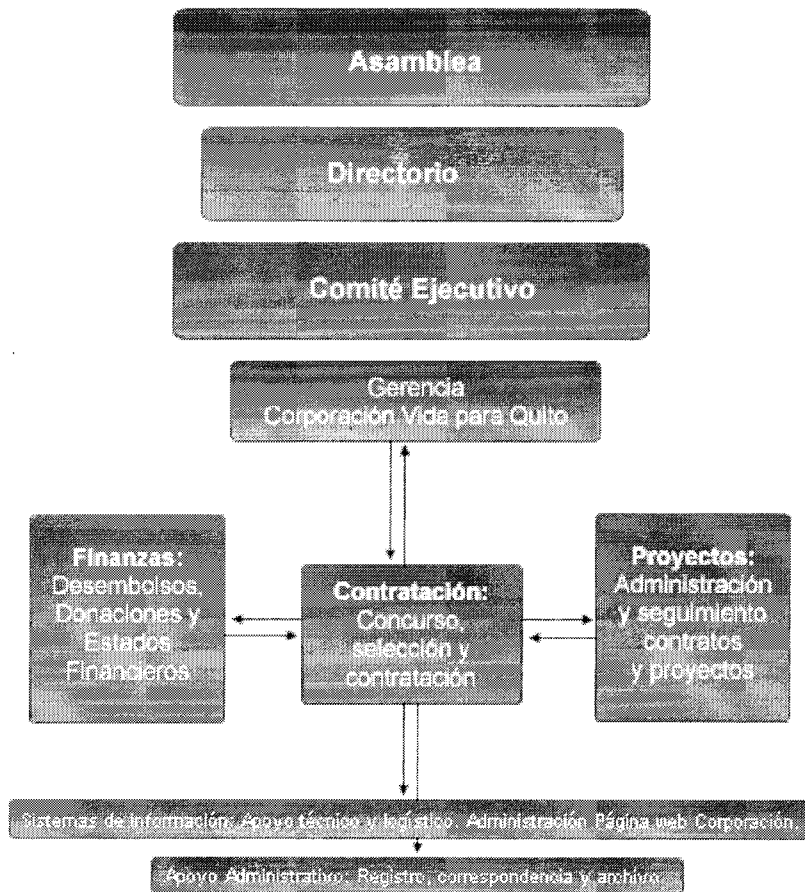 Asamblea
Directorio
Comité Ejecutivo
Gerencia
Corporación Vida para Quito
Finanzas:
Desembolsos,
Donaciones y
Estados
Financieros
Contratación:
Concurso,
selección y
contratación
Proyectos:
Administración
y seguimiento
contratos
y proyectos
Sistemas de información: Apoyo técnico y logístico. Administración Página web Corporación.
Apoyo Administrativo: Registro, correspondencia y archivo.